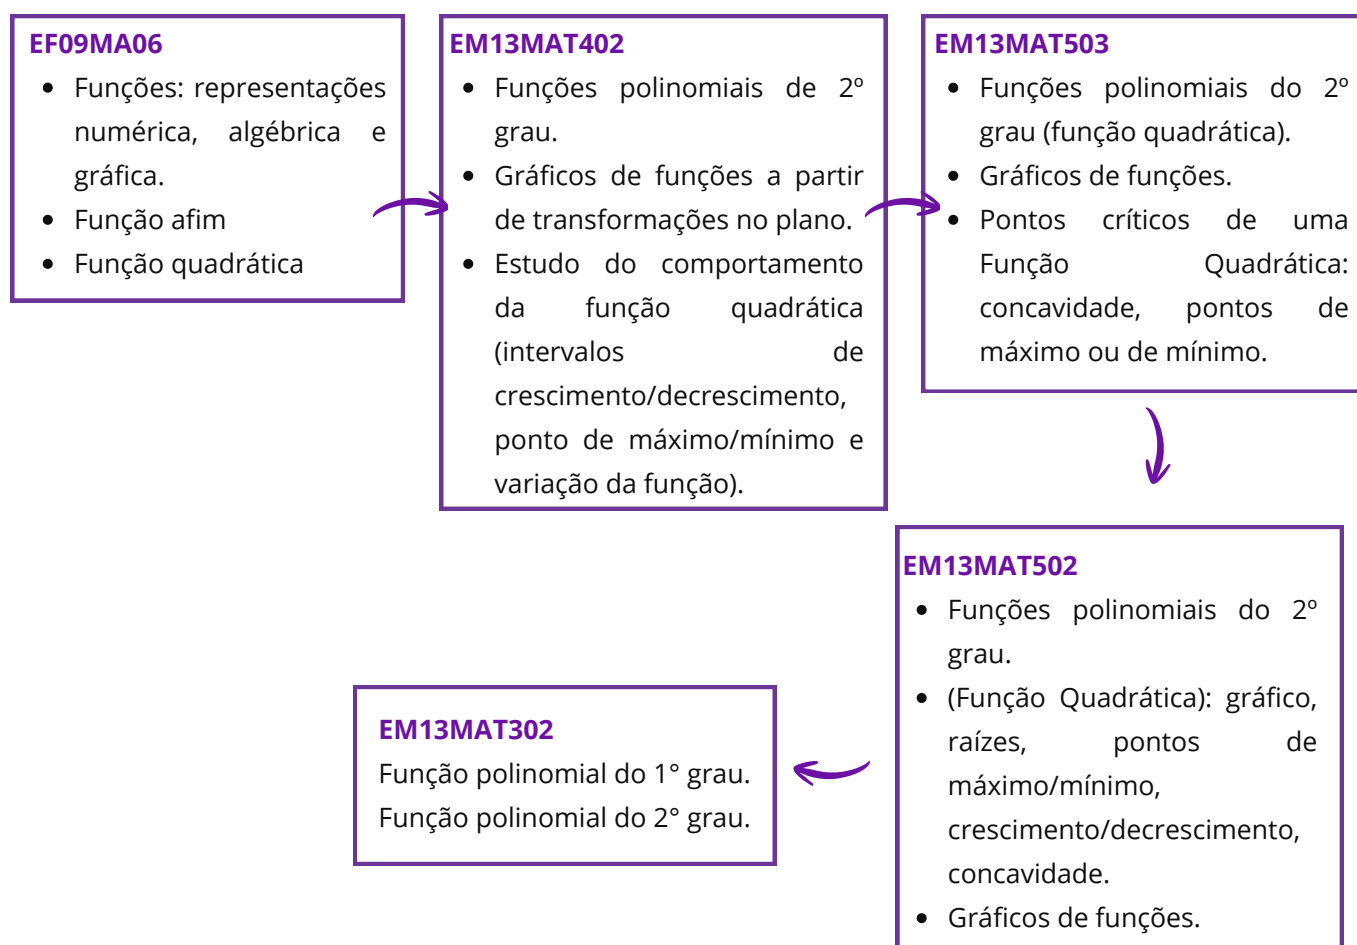 EF09MA06
• Funções: representações
numérica, algébrica e
gráfica.
• Função afim
• Função quadrática
EM13MAT402
• Funções polinomiais de 2º
grau.
• Gráficos de funções a partir
de transformações no plano.
• Estudo do comportamento
da função quadrática
(intervalos de
crescimento/decrescimento,
ponto de máximo/mínimo e
variação da função).
EM13MAT503
• Funções polinomiais do 2º
grau (função quadrática).
• Gráficos de funções.
• Pontos críticos de uma
Função Quadrática:
concavidade, pontos de
máximo ou de mínimo.
EM13MAT502
• Funções polinomiais do 2º
grau.
• (Função Quadrática): gráfico,
raízes, pontos de
máximo/mínimo,
crescimento/decrescimento,
concavidade.
• Gráficos de funções.
EM13MAT302
Função polinomial do 1° grau.
Função polinomial do 2° grau.